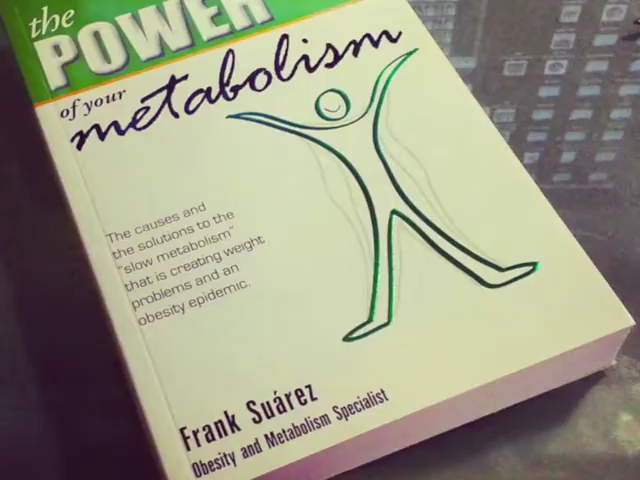 the
POWER
of your
metabolism
The causes and
the solutions to the
"slow metabolism"
that is creating weight
problems and an
obesity epidemic.
Frank Suárez
Obesity and Metabolism Specialist